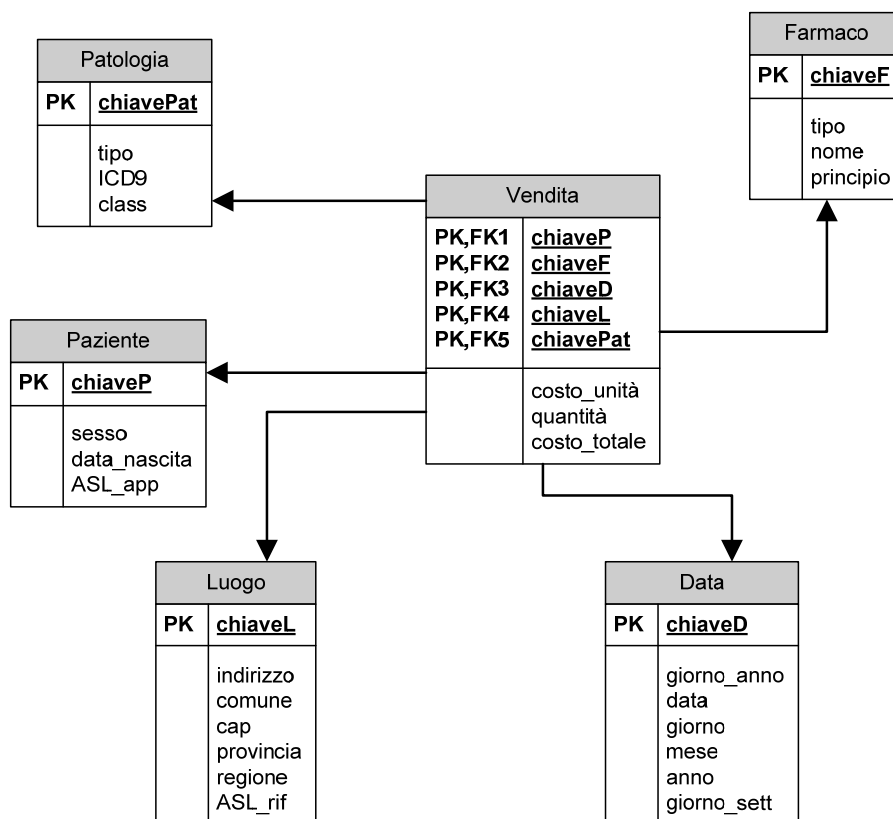 Patologia
PK chiavePat
tipo
ICD9
class
Farmaco
PK chiaveF
tipo
nome
principio
Vendita
PK,FK1 chiaveP
PK,FK2 chiaveF
PK,FK3 chiaveD
PK,FK4 chiaveL
PK,FK5 chiavePat
costo_unità
quantità
costo_totale
Paziente
PK chiaveP
sesso
data_nascita
ASL_app
Luogo
PK chiaveL
indirizzo
comune
cap
provincia
regione
ASL_rif
Data
PK chiaveD
giorno_anno
data
giorno
mese
anno
giorno_sett